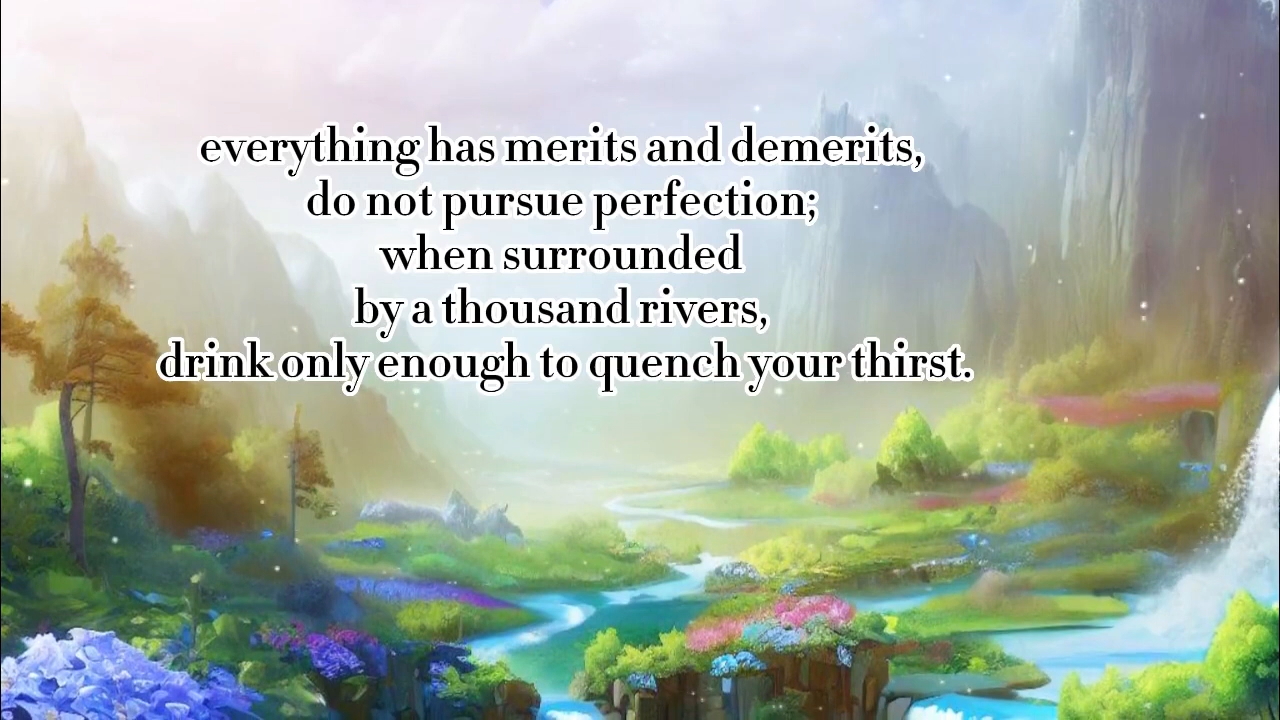 everything has merits and demerits,
do not pursue perfection;
when surrounded
by a thousand rivers,
drink only enough to quench your thirst.